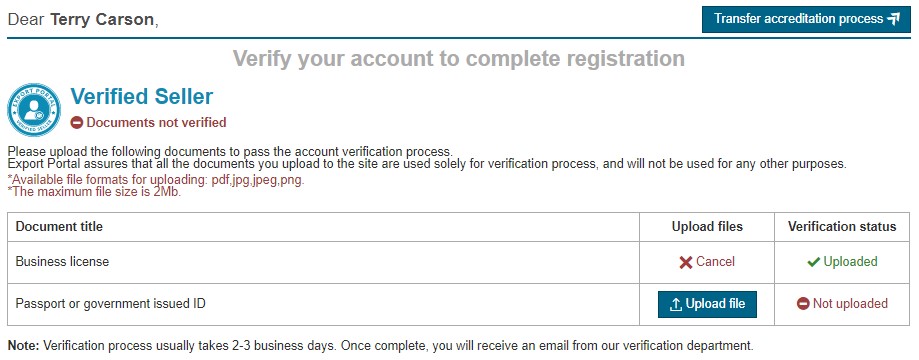 Dear Terry Carson,
Transfer accreditation process
Verify your account to complete registration
EXPORT PORTAL
VERIFIED SELLER
Verified Seller
Documents not verified
Please upload the following documents to pass the account verification process.
Export Portal assures that all the documents you upload to the site are used solely for verification process, and will not be used for any other purposes.
*Available file formats for uploading: pdf,jpg,jpeg,png.
*The maximum file size is 2Mb.
Document title Upload files Verification status
Business license Cancel Uploaded
Passport or government issued ID Upload file Not uploaded
Note: Verification process usually takes 2-3 business days. Once complete, you will receive an email from our verification department.